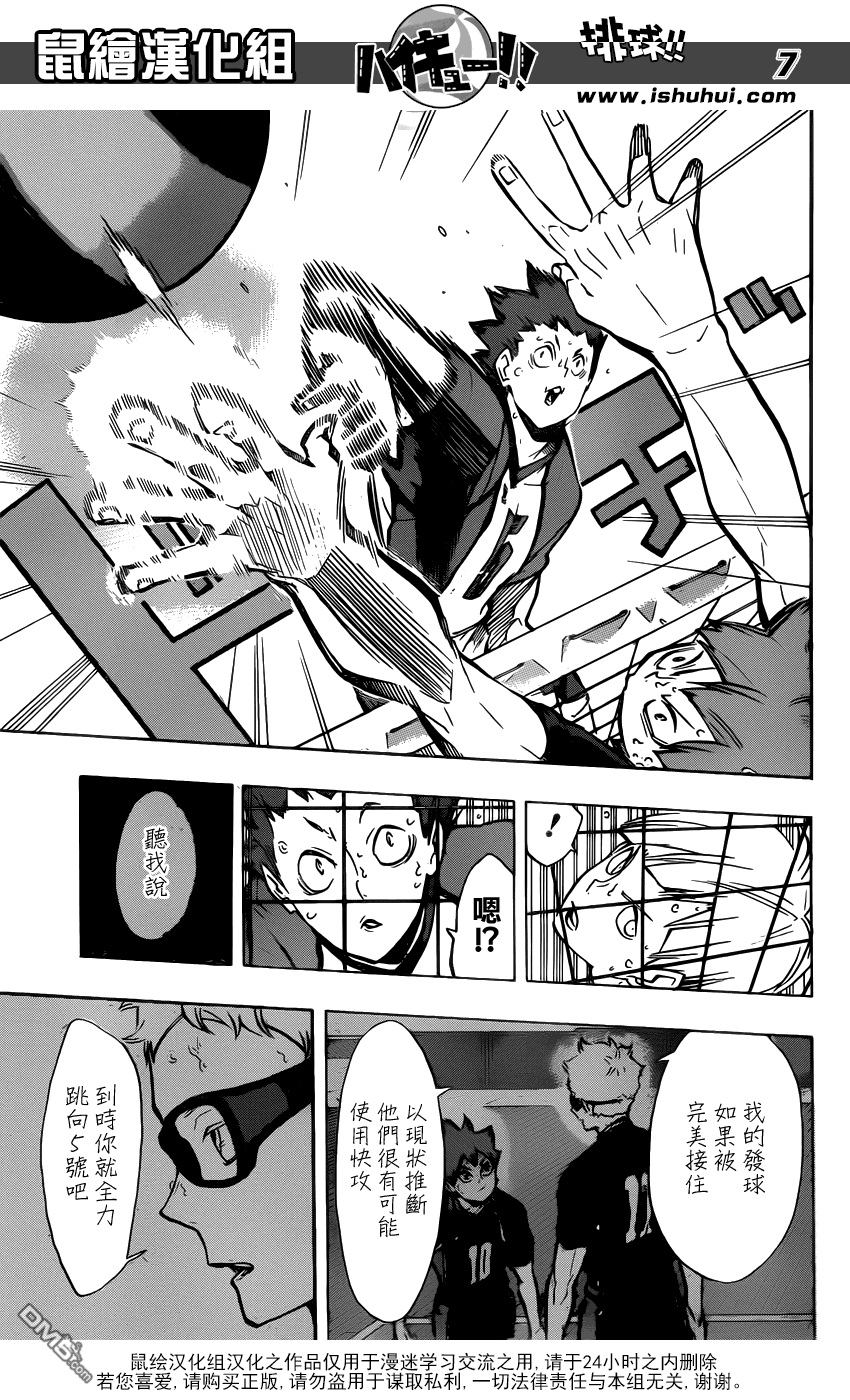 鼠繪漢化組
ハイキュー!!
排球!!
7
www.ishuhui.com
!
嗯!?
聽找說
我的發球
如果被
完美接住
以現狀推斷
他們很有可能
使用快攻
到時你就全力
跳向5號吧
10
11
DM5.com
鼠绘汉化组汉化之作品仅用于漫迷学习交流之用, 请于24小时之内删除
若您喜爱, 请购买正版, 请勿盗用于谋取私利, 一切法律责任与本组无关, 谢谢。